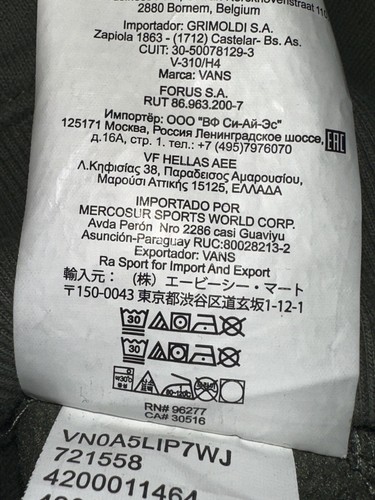 2880 Bornem, Belgium
Importador: GRIMOLDI S.A.
Zapiola 1863 - (1712) Castelar- Bs. As.
CUIT: 30-50078129-3
V-310/H4
Marca: VANS
FORUS S.A.
RUT 86.963.200-7
Импортёр: ООО "ВФ Си-Ай-Эс"
125171 Москва, Россия Ленинградское шоссе,
д.16А, стр. 1. тел.: +7 (495)7976070
EAC
VF HELLAS AEE
Λ.Κηφισίας 38, Παραδεισος Αμαρουσίου,
Μαρούσι Αττικής 15125, ΕΛΛΑΔΑ
IMPORTADO POR
MERCOSUR SPORTS WORLD CORP.
Avda Perón Nro 2286 casi Guaviyu
Asunción-Paraguay RUC:80028213-2
Exportador: VANS
Ra Sport for Import And Export
輸入元： （株）エービーシー・マート
〒150-0043 東京都渋谷区道玄坂1-12-1
30
30
30℃
RN# 96277
CA# 30516
VN0A5LIP7WJ
721558
4200011464